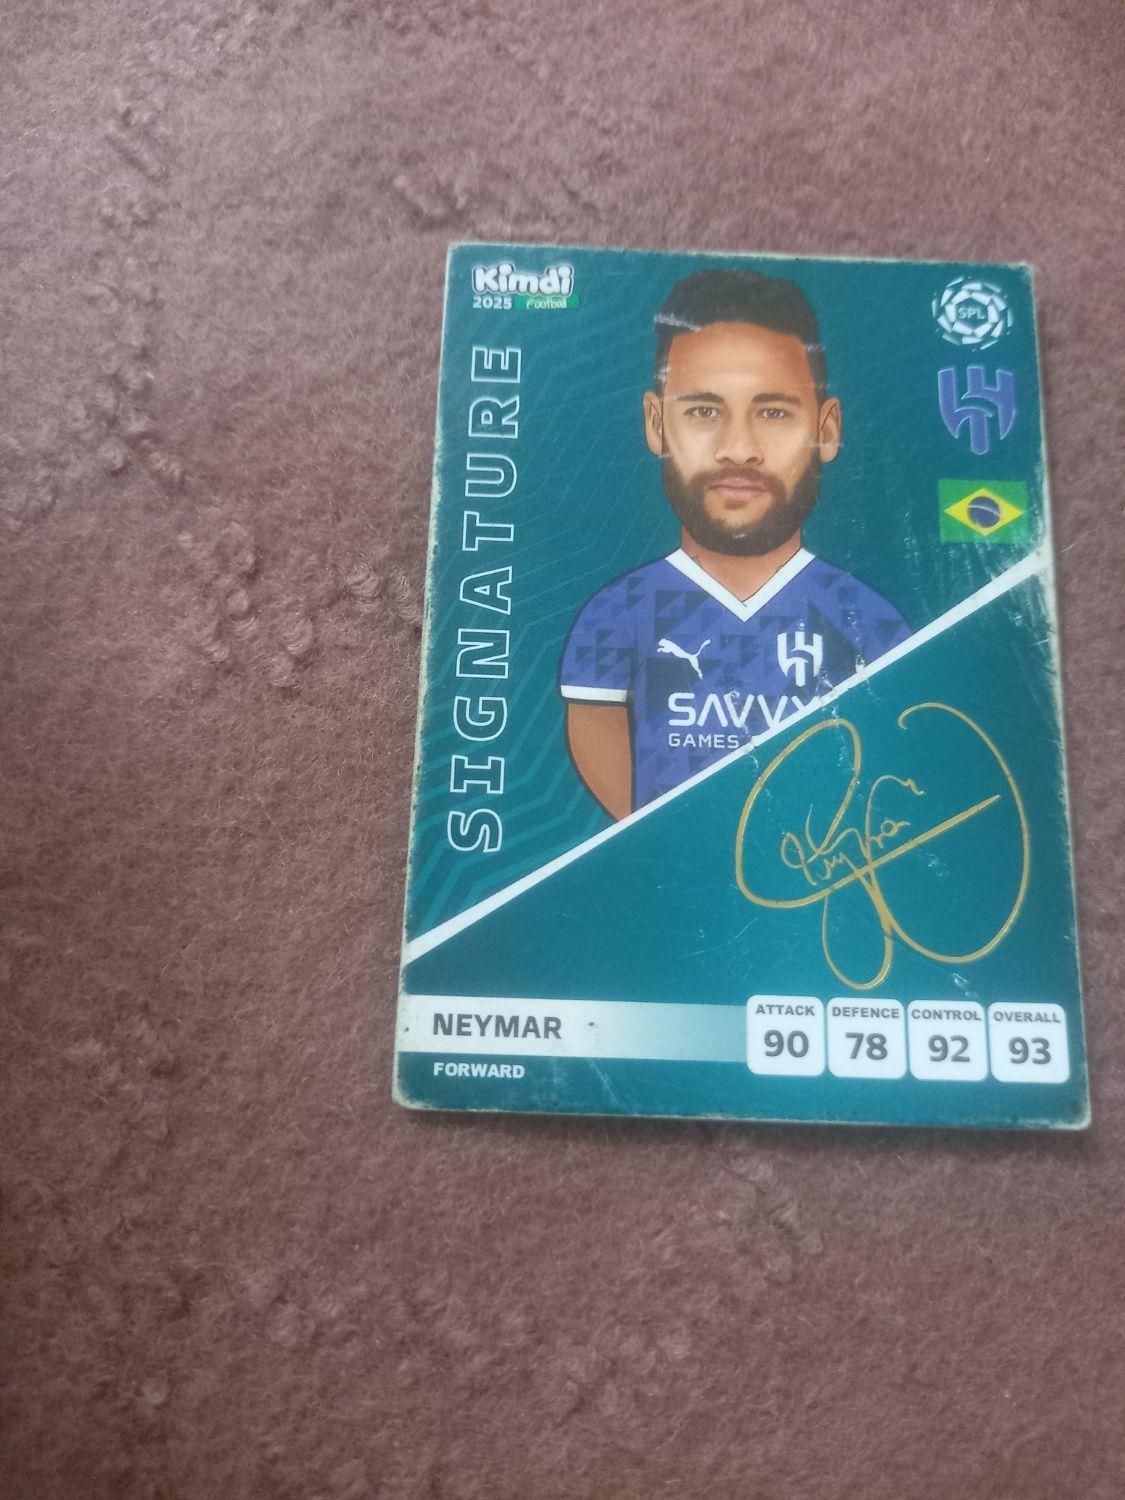 Kimdi
2025 Football
SPL
SIGNATURE
SAVVY
GAMES
NEYMAR
FORWARD
ATTACK
90
DEFENCE
78
CONTROL
92
OVERALL
93